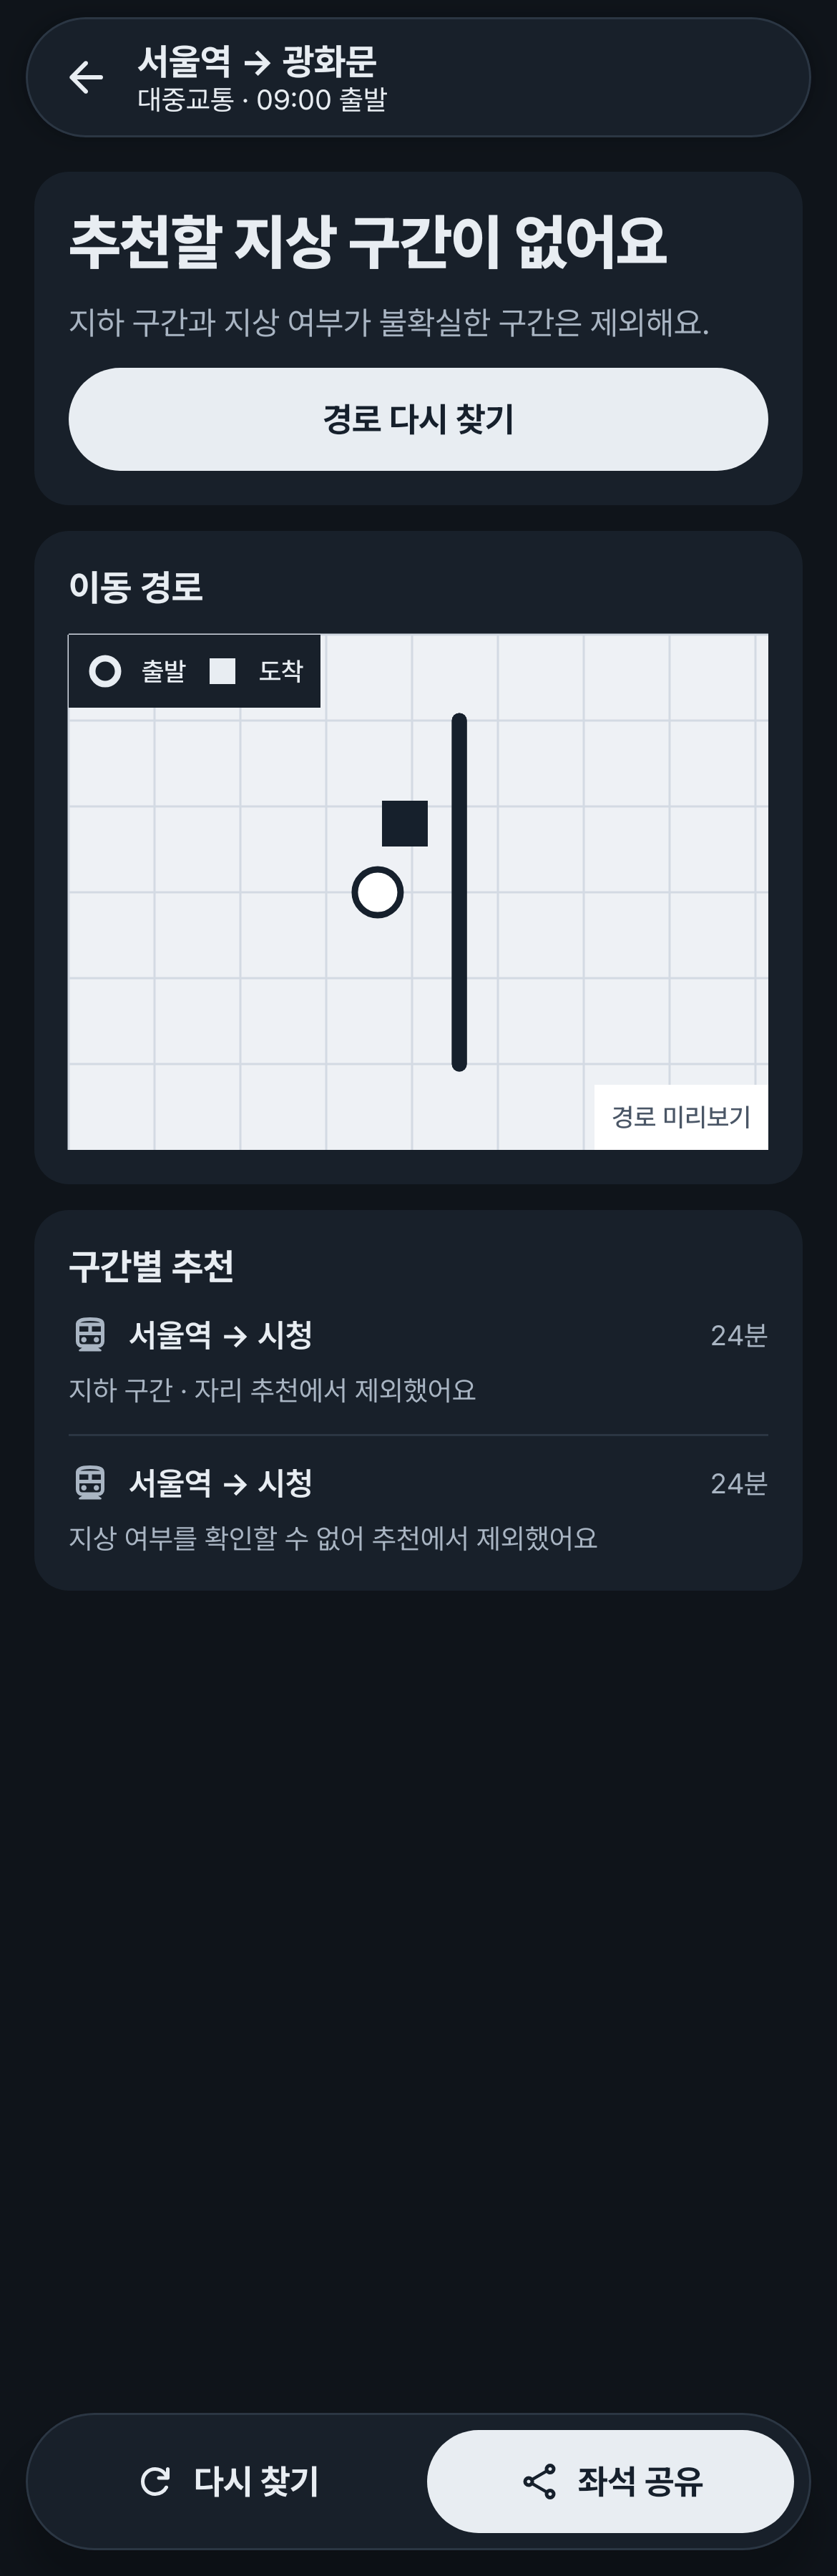 서울역 → 광화문
대중교통 · 09:00 출발
추천할 지상 구간이 없어요
지하 구간과 지상 여부가 불확실한 구간은 제외해요.
경로 다시 찾기
이동 경로
출발 도착
경로 미리보기
구간별 추천
서울역 → 시청 24분
지하 구간 · 자리 추천에서 제외했어요
서울역 → 시청 24분
지상 여부를 확인할 수 없어 추천에서 제외했어요
다시 찾기 좌석 공유